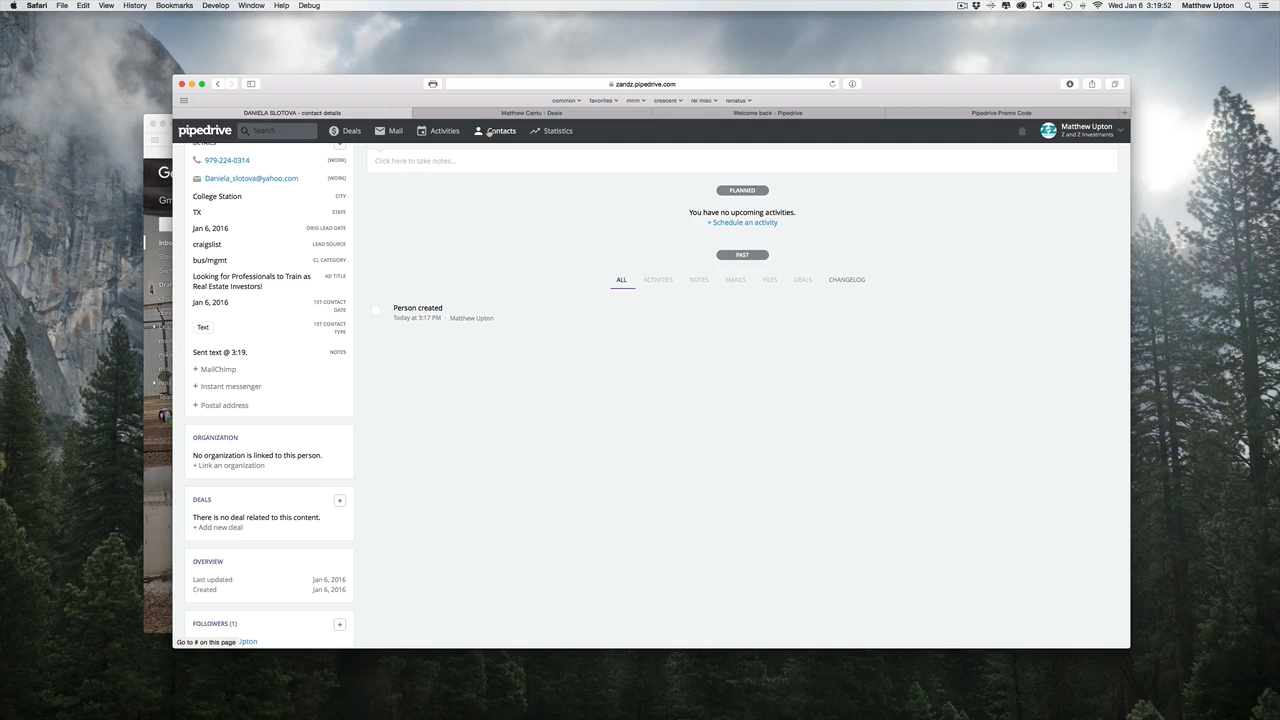 Safari File Edit View History Bookmarks Develop Window Help Debug
Wed Jan 6 3:19:52 Matthew Upton
zandz.pipedrive.com
common favorites mnm crescent rei misc renatus
DANIELA SLOTOVA - contact details
Matthew Cantu - Deals
Welcome back - Pipedrive
Pipedrive Promo Code
pipedrive Search Deals Mail Activities Contacts Statistics
Matthew Upton
Z and Z Investments
DETAILS
979-224-0314 (WORK)
Daniela_slotova@yahoo.com (WORK)
College Station CITY
TX STATE
Jan 6, 2016 ORIG LEAD DATE
craigslist LEAD SOURCE
bus/mgmt CL CATEGORY
Looking for Professionals to Train as AD TITLE
Real Estate Investors!
Jan 6, 2016 1ST CONTACT
DATE
Text 1ST CONTACT
TYPE
Sent text @ 3:19. NOTES
+ MailChimp
+ Instant messenger
+ Postal address
ORGANIZATION
No organization is linked to this person.
+ Link an organization
DEALS +
There is no deal related to this content.
+ Add new deal
OVERVIEW
Last updated Jan 6, 2016
Created Jan 6, 2016
FOLLOWERS (1) +
Go to # on this page Upton
Click here to take notes...
PLANNED
You have no upcoming activities.
+ Schedule an activity
PAST
ALL ACTIVITIES NOTES EMAILS FILES DEALS CHANGELOG
Person created
Today at 3:17 PM - Matthew Upton